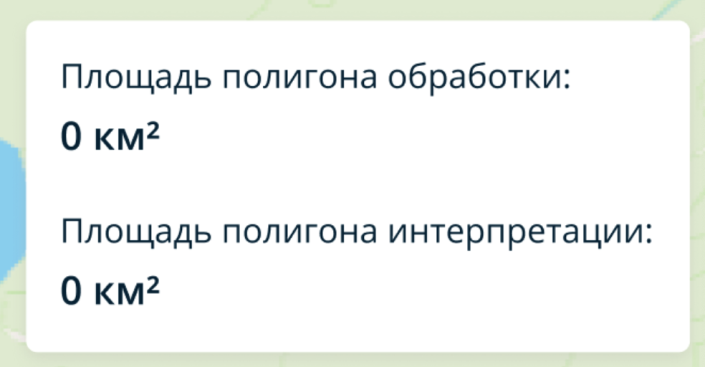 Площадь полигона обработки:
0 км²
Площадь полигона интерпретации:
0 км²